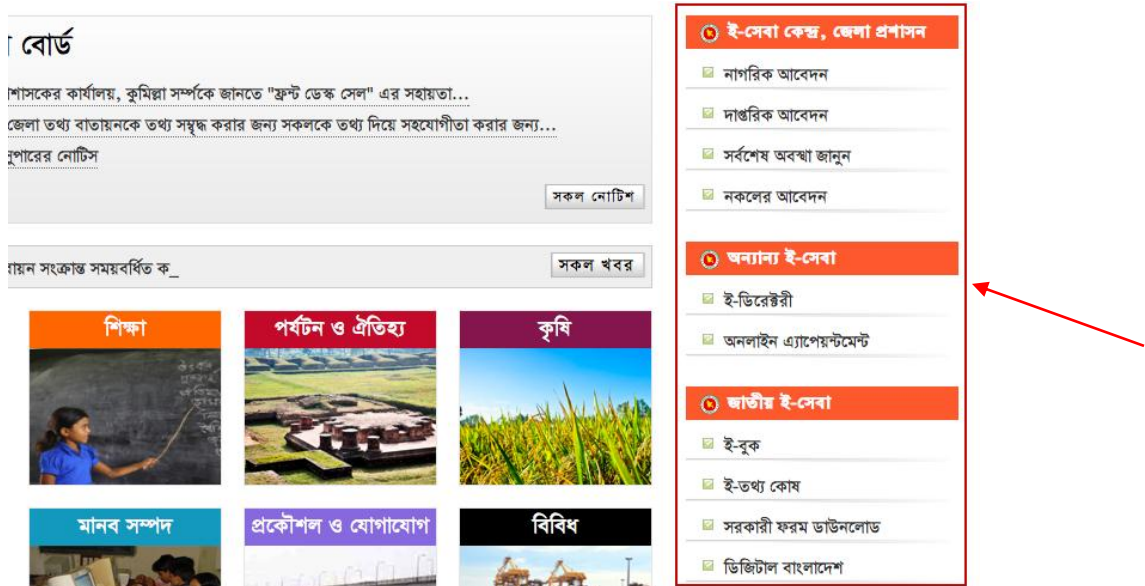 বোর্ড
শাসকের কার্যালয়, কুমিল্লা সর্ম্পকে জানতে "ফ্রন্ট ডেস্ক সেল" এর সহায়তা...
জেলা তথ্য বাতায়নকে তথ্য সম্বৃদ্ধ করার জন্য সকলকে তথ্য দিয়ে সহযোগীতা করার জন্য...
সুপারের নোটিস
সকল নোটিশ
সংক্রান্ত সময়বর্ধিত ক_
সকল খবর
শিক্ষা
পর্যটন ও ঐতিহ্য
কৃষি
মানব সম্পদ
প্রকৌশল ও যোগাযোগ
বিবিধ
ই-সেবা কেন্দ্র, জেলা প্রশাসন
নাগরিক আবেদন
দাপ্তরিক আবেদন
সর্বশেষ অবস্থা জানুন
নকলের আবেদন
অন্যান্য ই-সেবা
ই-ডিরেক্টরী
অনলাইন এ্যাপেয়ন্টমেন্ট
জাতীয় ই-সেবা
ই-বুক
ই-তথ্য কোষ
সরকারী ফরম ডাউনলোড
ডিজিটাল বাংলাদেশ